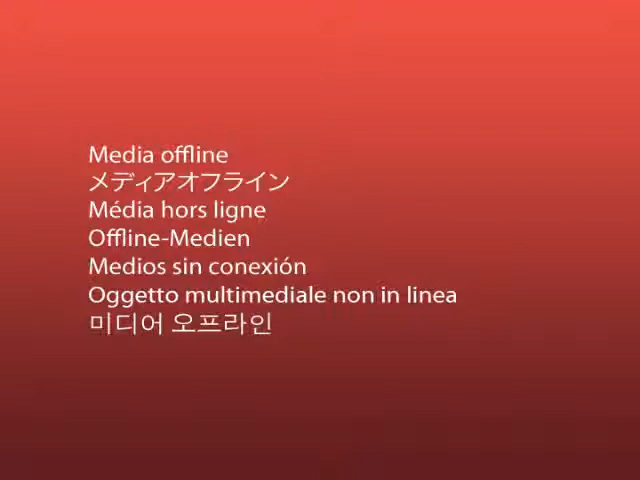 Media offline
メディアオフライン
Média hors ligne
Offline-Medien
Medios sin conexión
Oggetto multimediale non in linea
미디어 오프라인